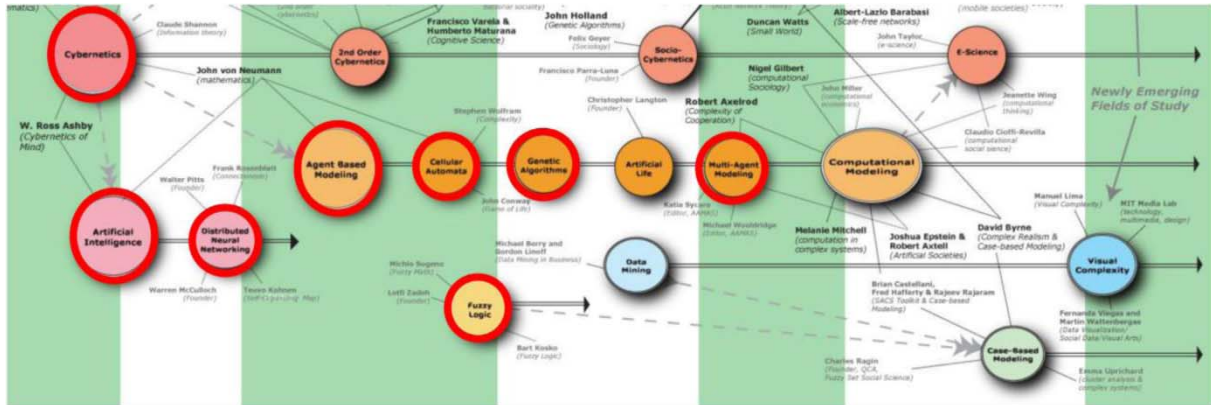 Claude Shannon
(Information theory)
Cybernetics
John von Neumann
(mathematics)
W. Ross Ashby
(Cybernetics of
Mind)
2nd Order
Cybernetics
Francisco Varela &
Humberto Maturana
(Cognitive Science)
John Holland
(Genetic Algorithms)
Felix Geyer
(Sociology)
Francisco Parra-Luna
(Founder)
Socio-
Cybernetics
Duncan Watts
(Small World)
Albert-Lazlo Barabasi
(Scale-free networks)
(mobile societies)
John Taylor
(e-science)
E-Science
Nigel Gilbert
(computational
Sociology)
John Miller
(computational
economics)
Jeanette Wing
(computational
thinking)
Claudio Cioffi-Revilla
(computational
social sience)
Newly Emerging
Fields of Study
Stephen Wolfram
(Complexity)
Christopher Langton
(Founder)
Robert Axelrod
(Complexity of
Cooperation)
Agent Based
Modeling
Cellular
Automata
Genetic
Algorithms
Artificial
Life
Multi-Agent
Modeling
Computational
Modeling
John Conway
(Game of Life)
Katia Sycara
(Editor, AAMAS)
Michael Wooldridge
(Editor, AAMAS)
Melanie Mitchell
(computation in
complex systems)
Joshua Epstein &
Robert Axtell
(Artificial Societies)
David Byrne
(Complex Realism &
Case-based Modeling)
Manuel Lima
(Visual Complexity)
MIT Media Lab
(technology,
multimedia, design)
Walter Pitts
(Founder)
Frank Rosenblatt
(Connectionism)
Artificial
Intelligence
Distributed
Neural
Networking
Warren McCulloch
(Founder)
Teuvo Kohnen
Michio Sugeno
(Fuzzy Math)
Lotfi Zadeh
(Founder)
Fuzzy
Logic
Bart Kosko
(Fuzzy Logic)
Michael Berry and
Gordon Linoff
(Data Mining in Business)
Data
Mining
Visual
Complexity
Brian Castellani,
Fred Hafferty & Rajeev Rajaram
(SACS Toolkit & Case-based
Modeling)
Fernanda Viegas and
Martin Wattenbergas
(Data Visualization/
Social Data/Visual Arts)
Charles Ragin
(Founder, QCA,
Fuzzy Set Social Science)
Case-Based
Modeling
Emma Uprichard
(cluster analysis &
complex systems)